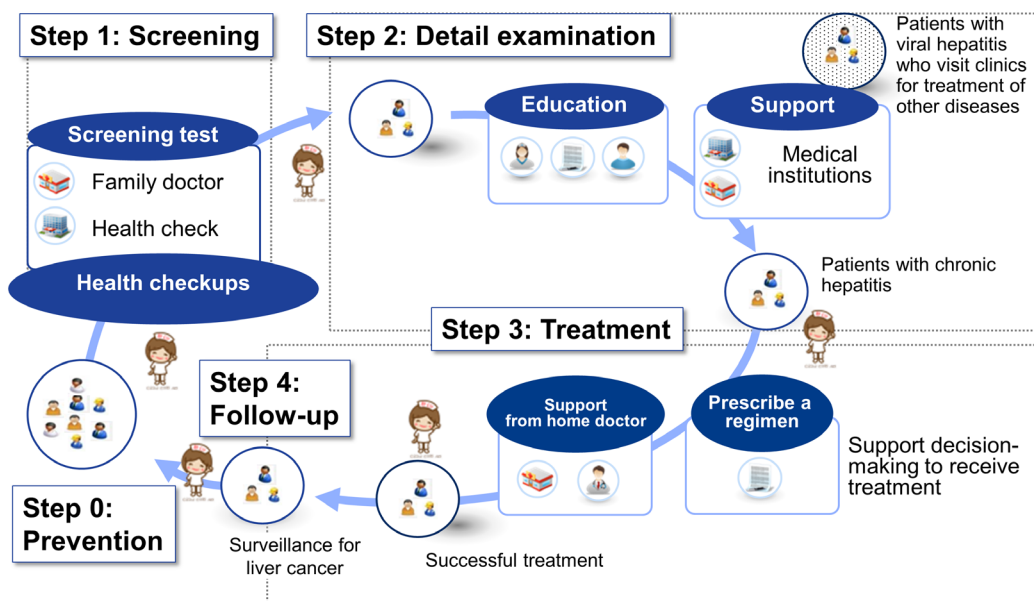 Step 1: Screening
Screening test
Family doctor
Health check
Health checkups
Step 2: Detail examination
Education
Support
Medical
institutions
Patients with
viral hepatitis
who visit clinics
for treatment of
other diseases
Patients with chronic
hepatitis
Step 3: Treatment
Prescribe a
regimen
Support decision-
making to receive
treatment
Support
from home doctor
Successful treatment
Step 4:
Follow-up
Surveillance for
liver cancer
Step 0:
Prevention